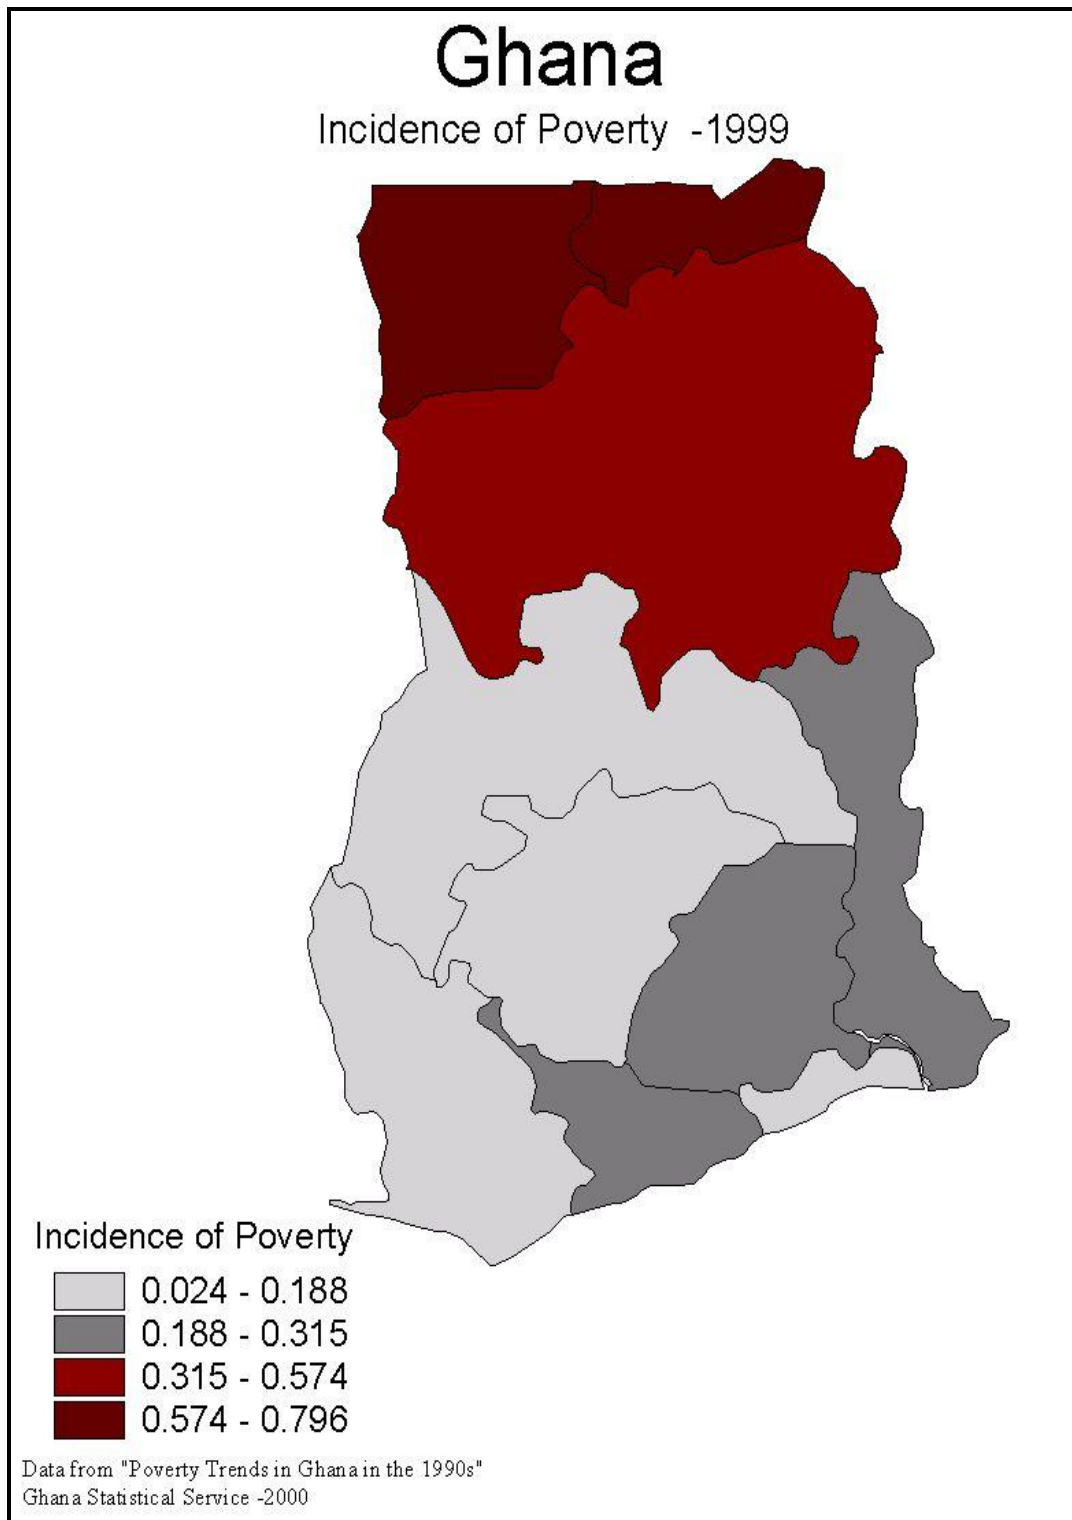 Ghana
Incidence of Poverty -1999
Incidence of Poverty
0.024 - 0.188
0.188 - 0.315
0.315 - 0.574
0.574 - 0.796
Data from "Poverty Trends in Ghana in the 1990s"
Ghana Statistical Service -2000